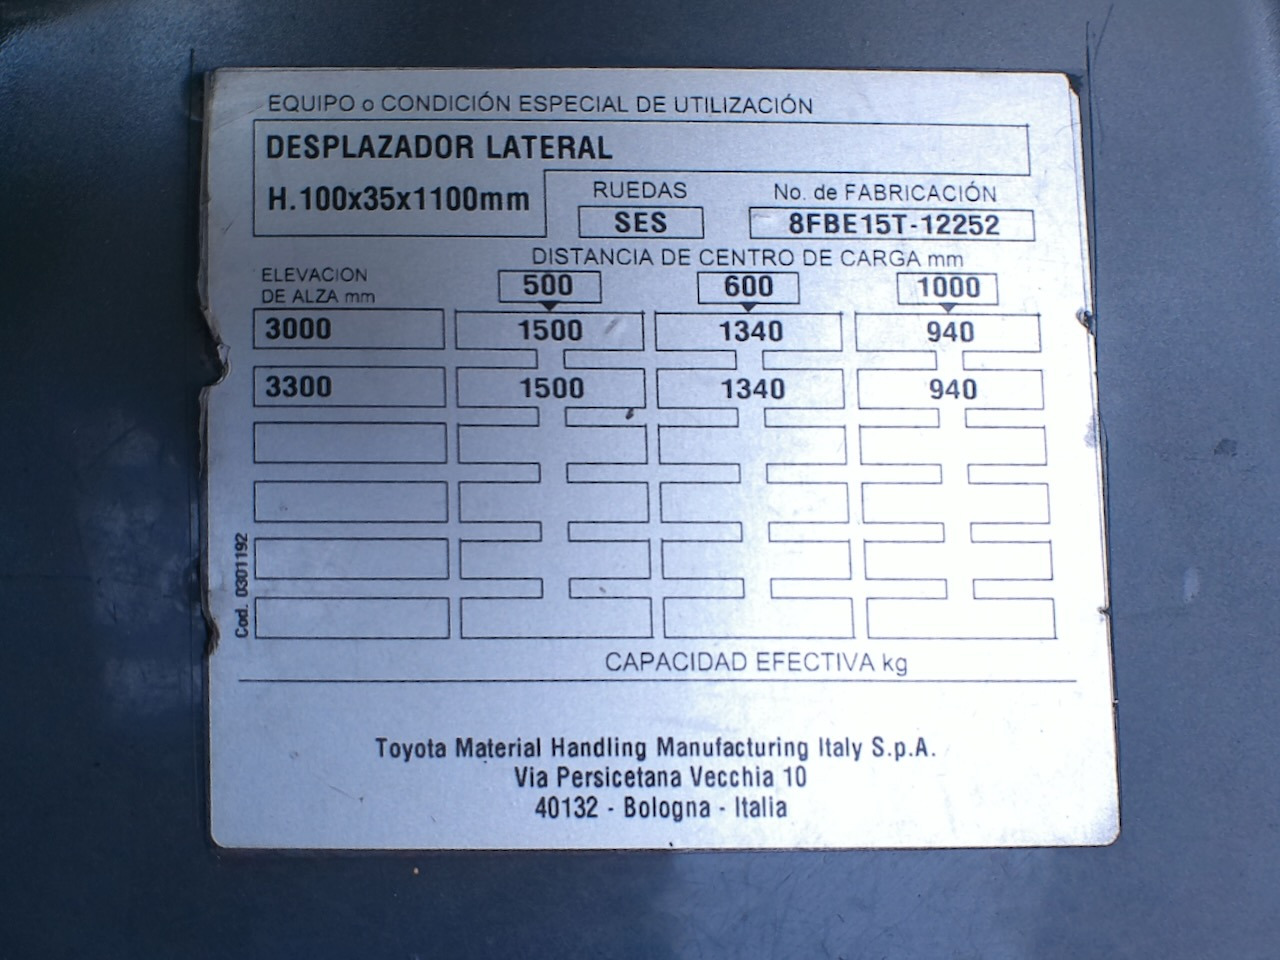 EQUIPO o CONDICIÓN ESPECIAL DE UTILIZACIÓN
DESPLAZADOR LATERAL
H.100x35x1100mm
RUEDAS
SES
No. de FABRICACIÓN
8FBE15T-12252
DISTANCIA DE CENTRO DE CARGA mm
ELEVACION
DE ALZA mm
500 600 1000
3000 1500 1340 940
3300 1500 1340 940
Cod. 0301192
CAPACIDAD EFECTIVA kg
Toyota Material Handling Manufacturing Italy S.p.A.
Via Persicetana Vecchia 10
40132 - Bologna - Italia